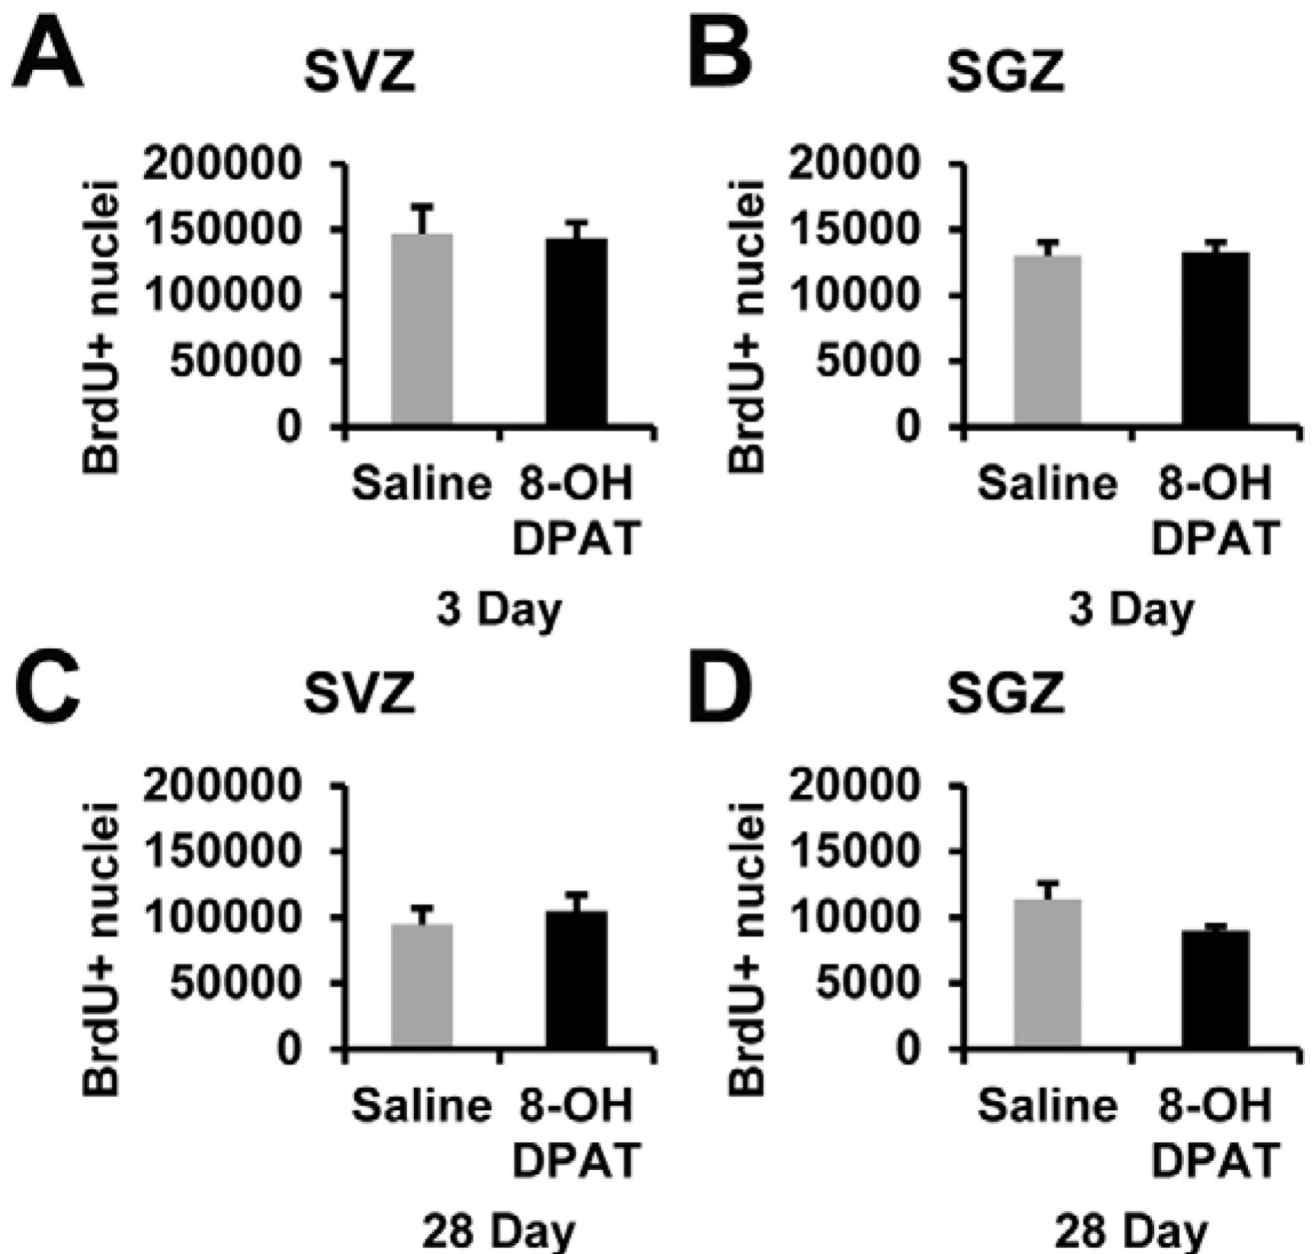 A
SVZ
BrdU+ nuclei
200000
150000
100000
50000
0
Saline
8-OH
DPAT
3 Day
B
SGZ
BrdU+ nuclei
20000
15000
10000
5000
0
Saline
8-OH
DPAT
3 Day
C
SVZ
BrdU+ nuclei
200000
150000
100000
50000
0
Saline
8-OH
DPAT
28 Day
D
SGZ
BrdU+ nuclei
20000
15000
10000
5000
0
Saline
8-OH
DPAT
28 Day